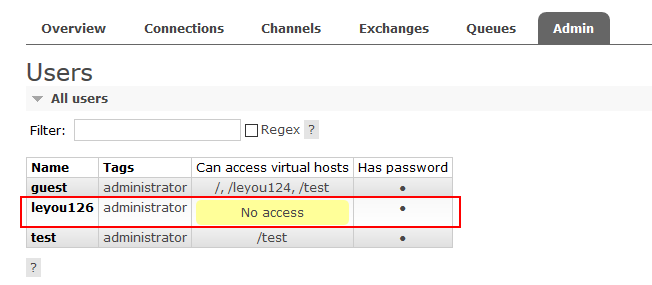 Overview Connections Channels Exchanges Queues Admin
Users
All users
Filter: Regex ?
Name Tags Can access virtual hosts Has password
guest administrator /, /leyou124, /test ●
leyou126 administrator No access ●
test administrator /test ●
?